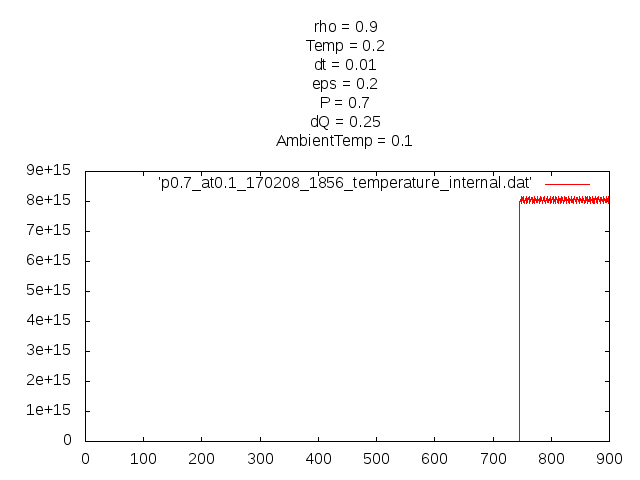 rho = 0.9
Temp = 0.2
dt = 0.01
eps = 0.2
P = 0.7
dQ = 0.25
AmbientTemp = 0.1
9e+15
'p0.7_at0.1_170208_1856_temperature_internal.dat'
8e+15
7e+15
6e+15
5e+15
4e+15
3e+15
2e+15
1e+15
0
0 100 200 300 400 500 600 700 800 900